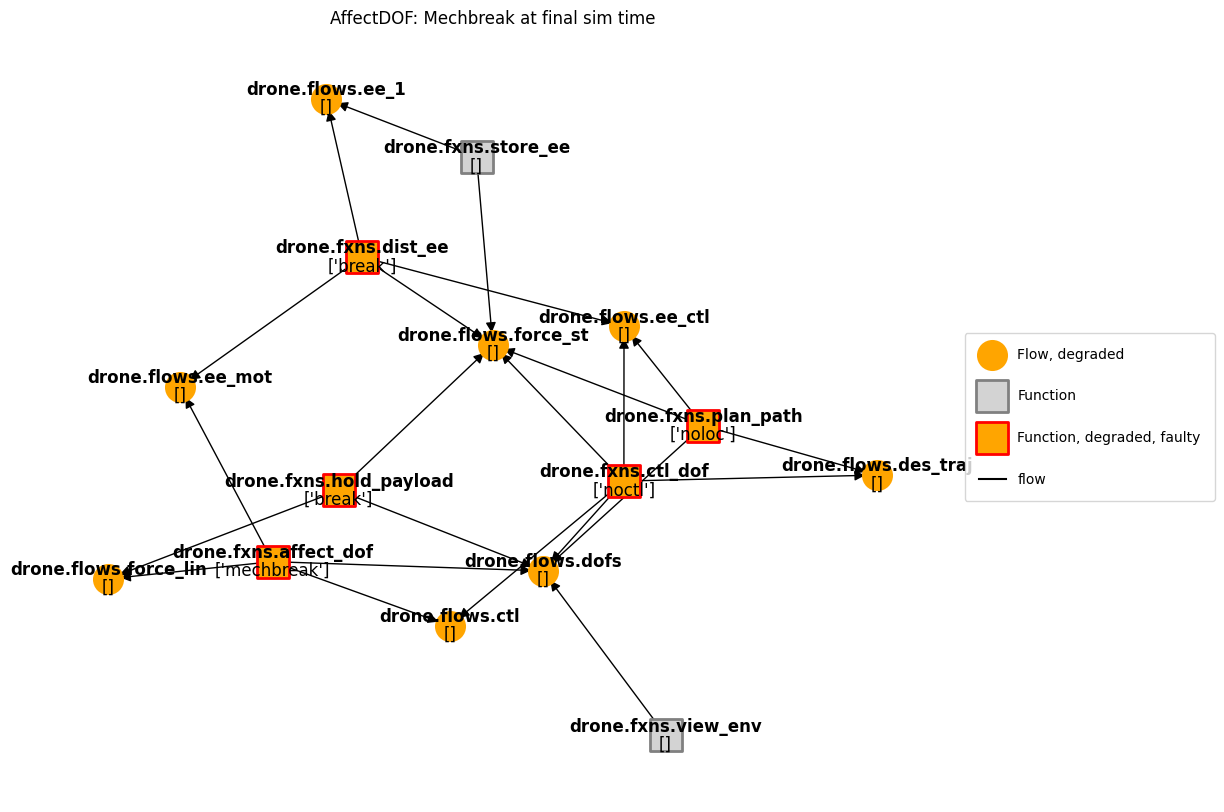 AffectDOF: Mechbreak at final sim time
drone.flows.ee_1
[]
drone.fxns.store_ee
[]
drone.fxns.dist_ee
['break']
drone.flows.ee_ctl
[]
drone.flows.force_st
[]
drone.flows.ee_mot
[]
drone.fxns.plan_path
['noloc']
drone.fxns.ctl_dof
['noctl']
drone.flows.des_traj
[]
drone.fxns.hold_payload
['break']
drone.fxns.affect_dof
['mechbreak']
drone.flows.force_lin
[]
drone.flows.dofs
[]
drone.flows.ctl
[]
drone.fxns.view_env
[]
Flow, degraded
Function
Function, degraded, faulty
flow